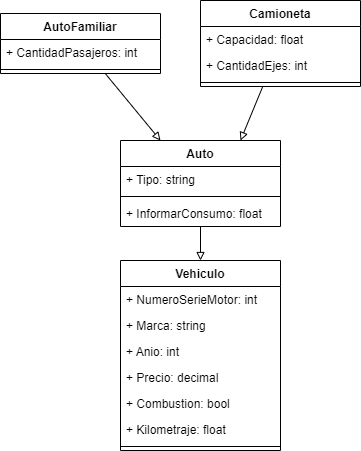 AutoFamiliar
+ CantidadPasajeros: int
Camioneta
+ Capacidad: float
+ CantidadEjes: int
Auto
+ Tipo: string
+ InformarConsumo: float
Vehiculo
+ NumeroSerieMotor: int
+ Marca: string
+ Anio: int
+ Precio: decimal
+ Combustion: bool
+ Kilometraje: float